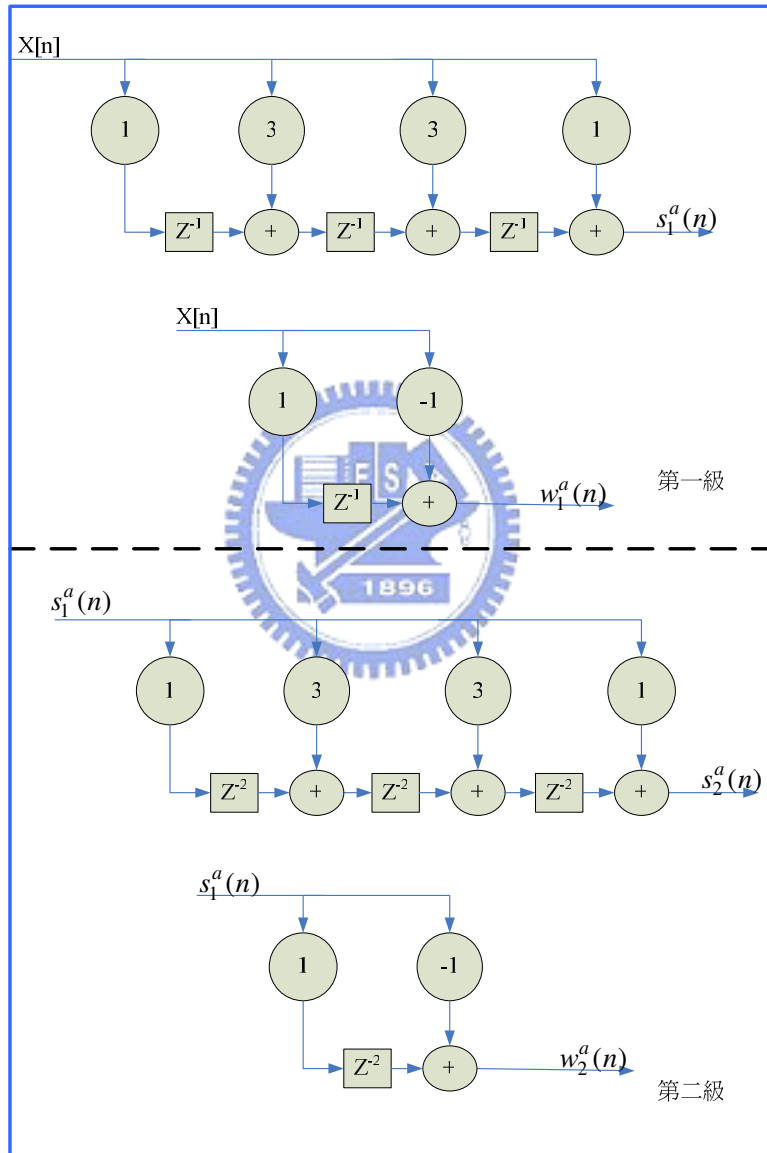 X[n]
1 3 3 1
Z⁻¹ + Z⁻¹ + Z⁻¹ + s₁ᵃ(n)
X[n]
1 -1
E S
Z⁻¹ + w₁ᵃ(n) 第一級
1896
s₁ᵃ(n)
1 3 3 1
Z⁻² + Z⁻² + Z⁻² + s₂ᵃ(n)
s₁ᵃ(n)
1 -1
Z⁻² + w₂ᵃ(n)
第二級